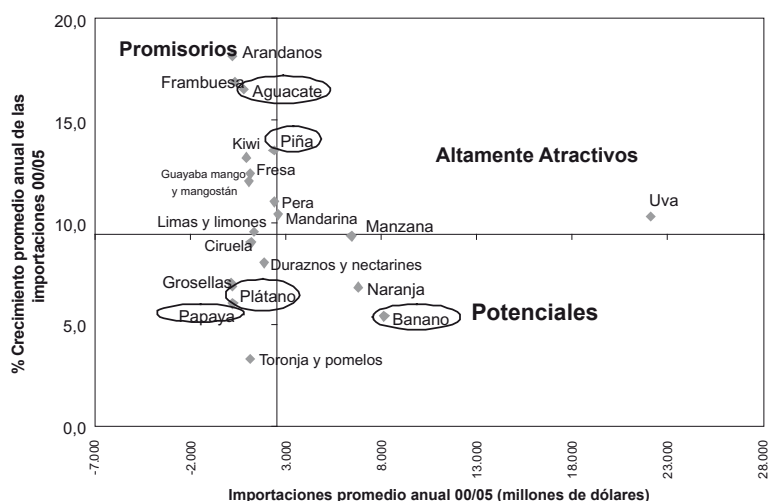 % Crecimiento promedio anual de las
importaciones 00/05
20,0
15,0
10,0
5,0
0,0
Promisorios
Arandanos
Frambuesa
Aguacate
Kiwi
Piña
Guayaba mango
y mangostán
Fresa
Altamente Atractivos
Pera
Uva
Limas y limones
Mandarina
Manzana
Ciruela
Duraznos y nectarines
Grosellas
Plátano
Naranja
Papaya
Banano
Potenciales
Toronja y pomelos
-7.000
-2.000
3.000
8.000
13.000
18.000
23.000
28.000
Importaciones promedio anual 00/05 (millones de dólares)